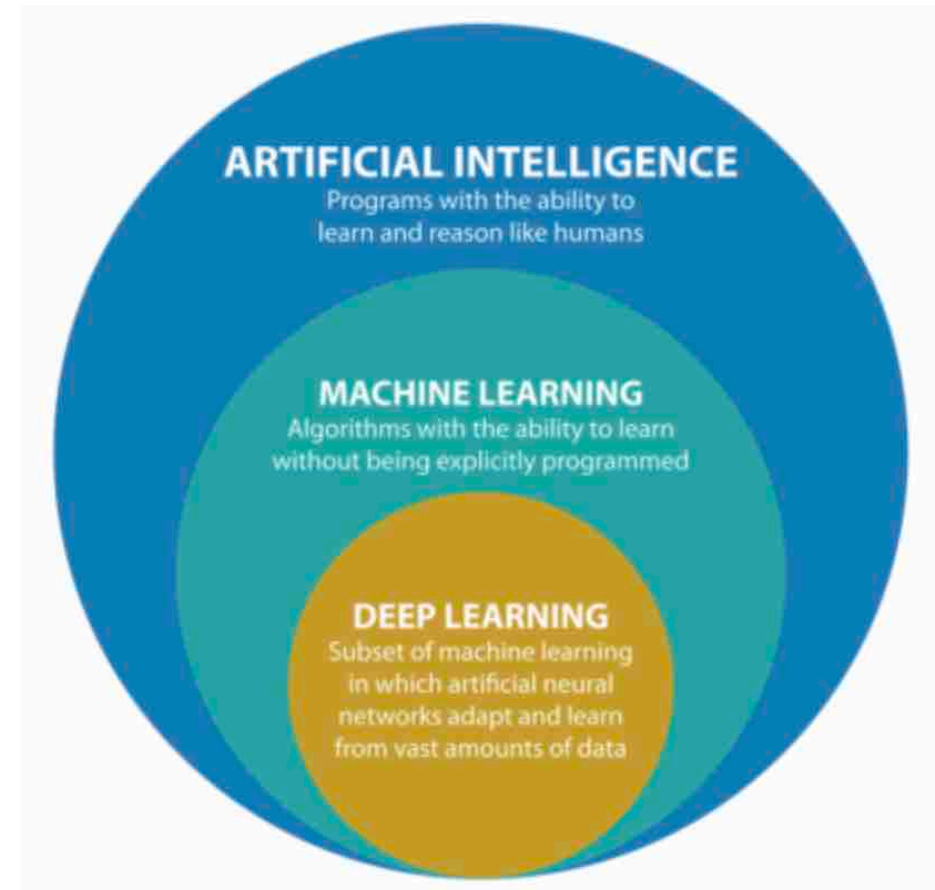 ARTIFICIAL INTELLIGENCE
Programs with the ability to
learn and reason like humans
MACHINE LEARNING
Algorithms with the ability to learn
without being explicitly programmed
DEEP LEARNING
Subset of machine learning
in which artificial neural
networks adapt and learn
from vast amounts of data